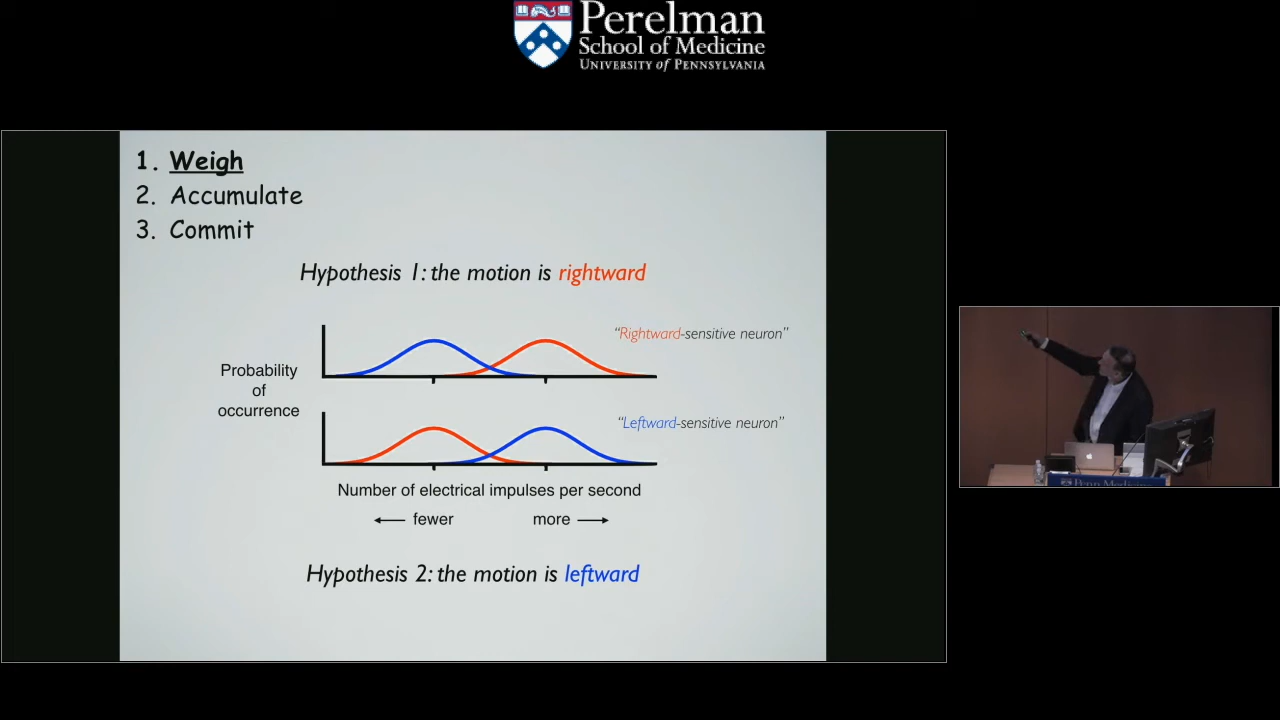 Perelman
School of Medicine
UNIVERSITY of PENNSYLVANIA
1. Weigh
2. Accumulate
3. Commit
Hypothesis 1: the motion is rightward
"Rightward-sensitive neuron"
Probability
of
occurrence
"Leftward-sensitive neuron"
Number of electrical impulses per second
fewer more
Hypothesis 2: the motion is leftward
Penn Medicine